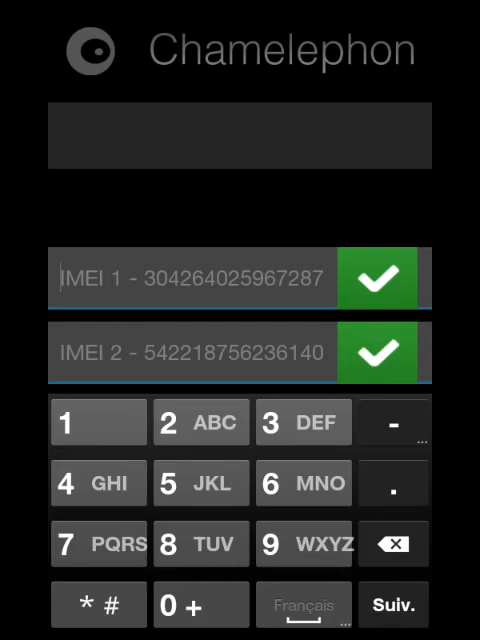 Chamelephon
IMEI 1 - 304264025967287
IMEI 2 - 542218756236140
1 2 ABC 3 DEF -
...
4 GHI 5 JKL 6 MNO .
7 PQRS 8 TUV 9 WXYZ
* # 0 + Français Suiv.
...